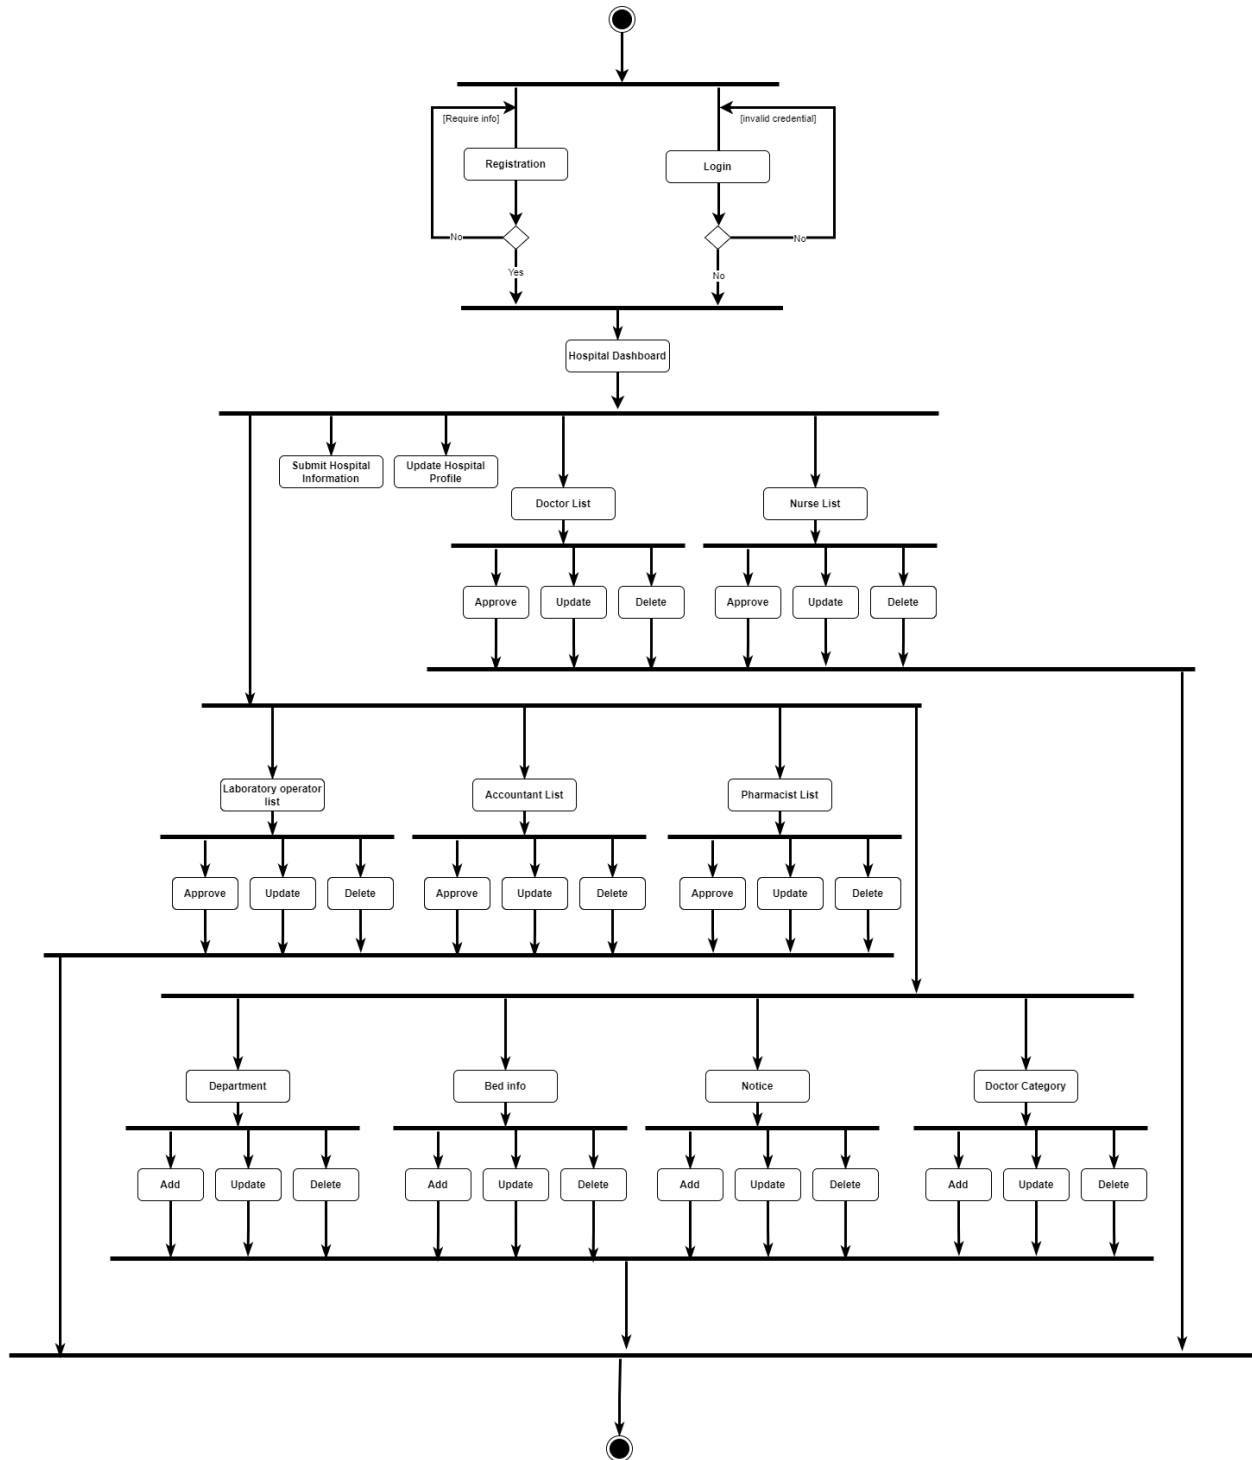 [Require info]
[invalid credential]
Registration
Login
No
No
Yes
No
Hospital Dashboard
Submit Hospital
Information
Update Hospital
Profile
Doctor List
Nurse List
Approve
Update
Delete
Approve
Update
Delete
Laboratory operator
list
Accountant List
Pharmacist List
Approve
Update
Delete
Approve
Update
Delete
Approve
Update
Delete
Department
Bed info
Notice
Doctor Category
Add
Update
Delete
Add
Update
Delete
Add
Update
Delete
Add
Update
Delete